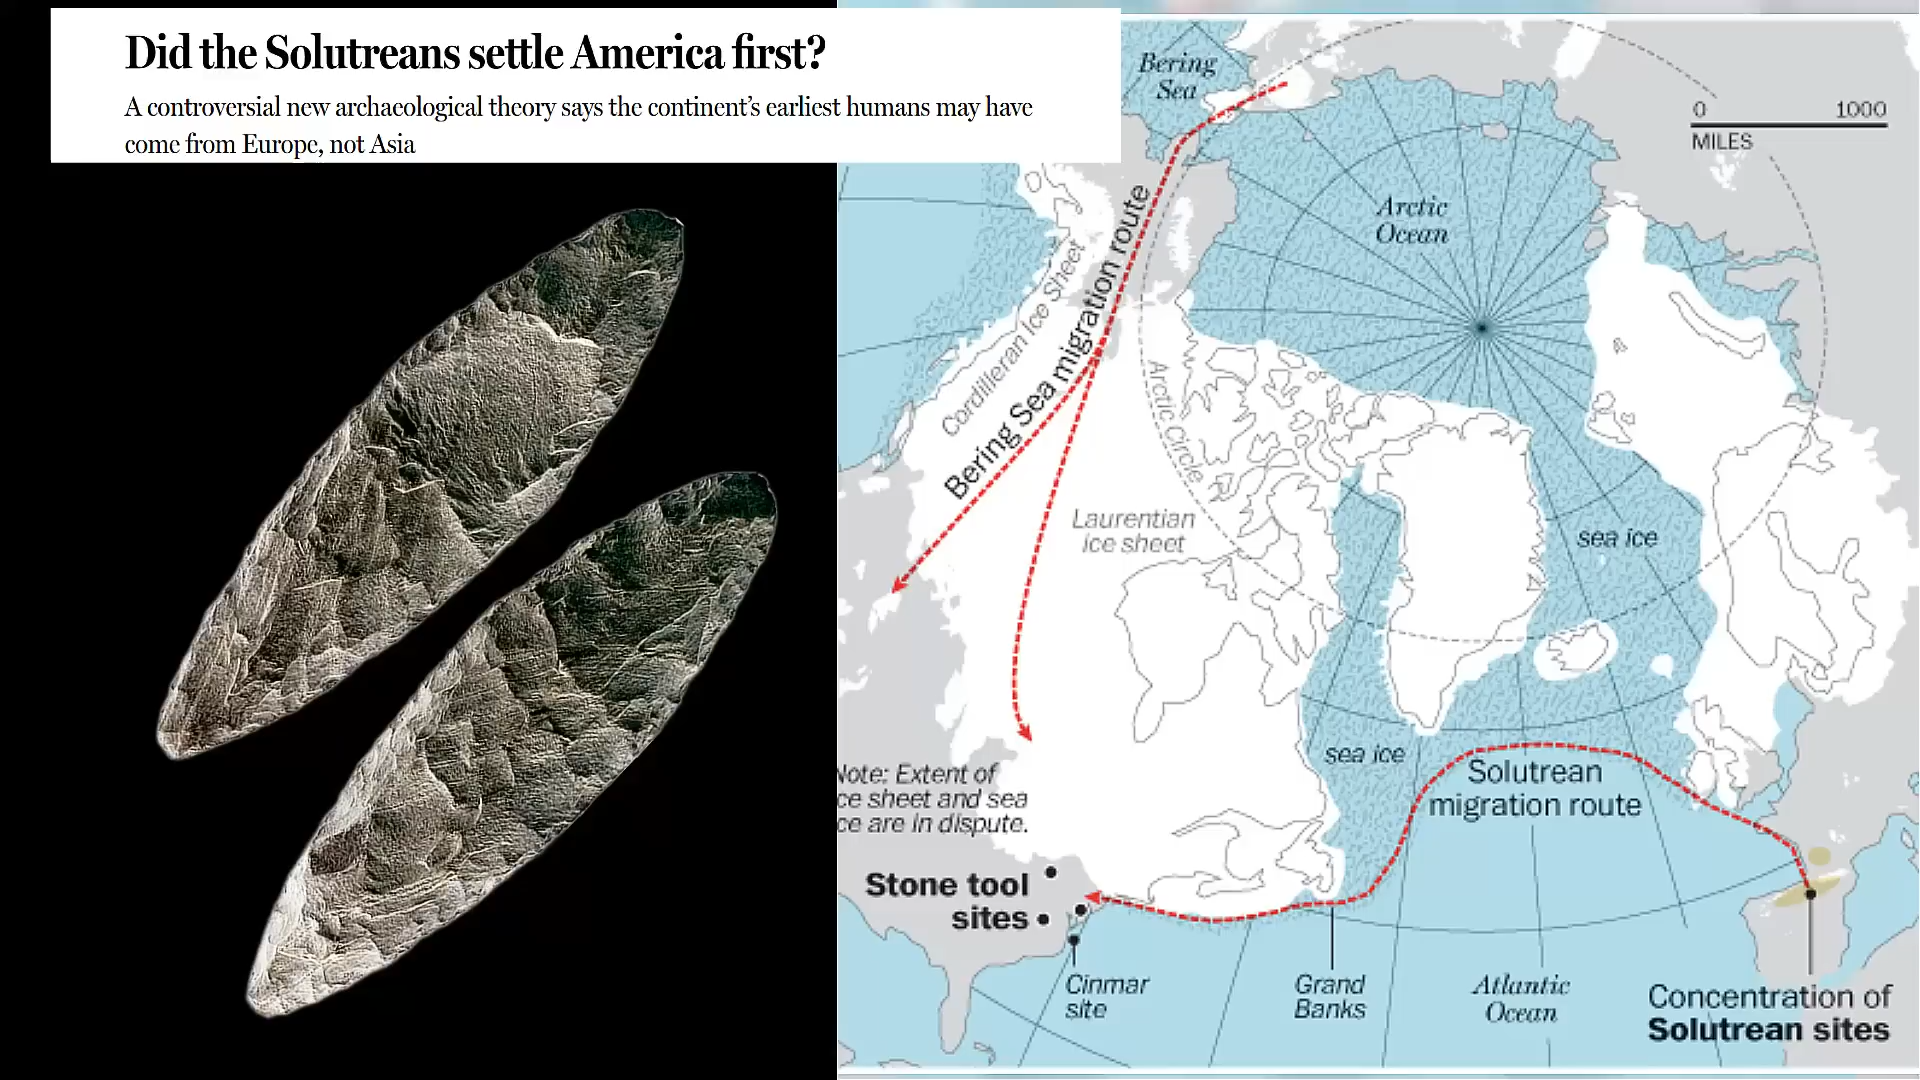 Did the Solutreans settle America first?
A controversial new archaeological theory says the continent's earliest humans may have
come from Europe, not Asia
Bering
Sea
0 1000
MILES
Arctic
Ocean
Bering Sea migration route
Cordilleran Ice Sheet
Arctic Circle
Laurentian
ice sheet
sea ice
sea ice
Solutrean
migration route
Note: Extent of
ce sheet and sea
ce are in dispute.
Stone tool
sites
Cinmar
site
Grand
Banks
Atlantic
Ocean
Concentration of
Solutrean sites